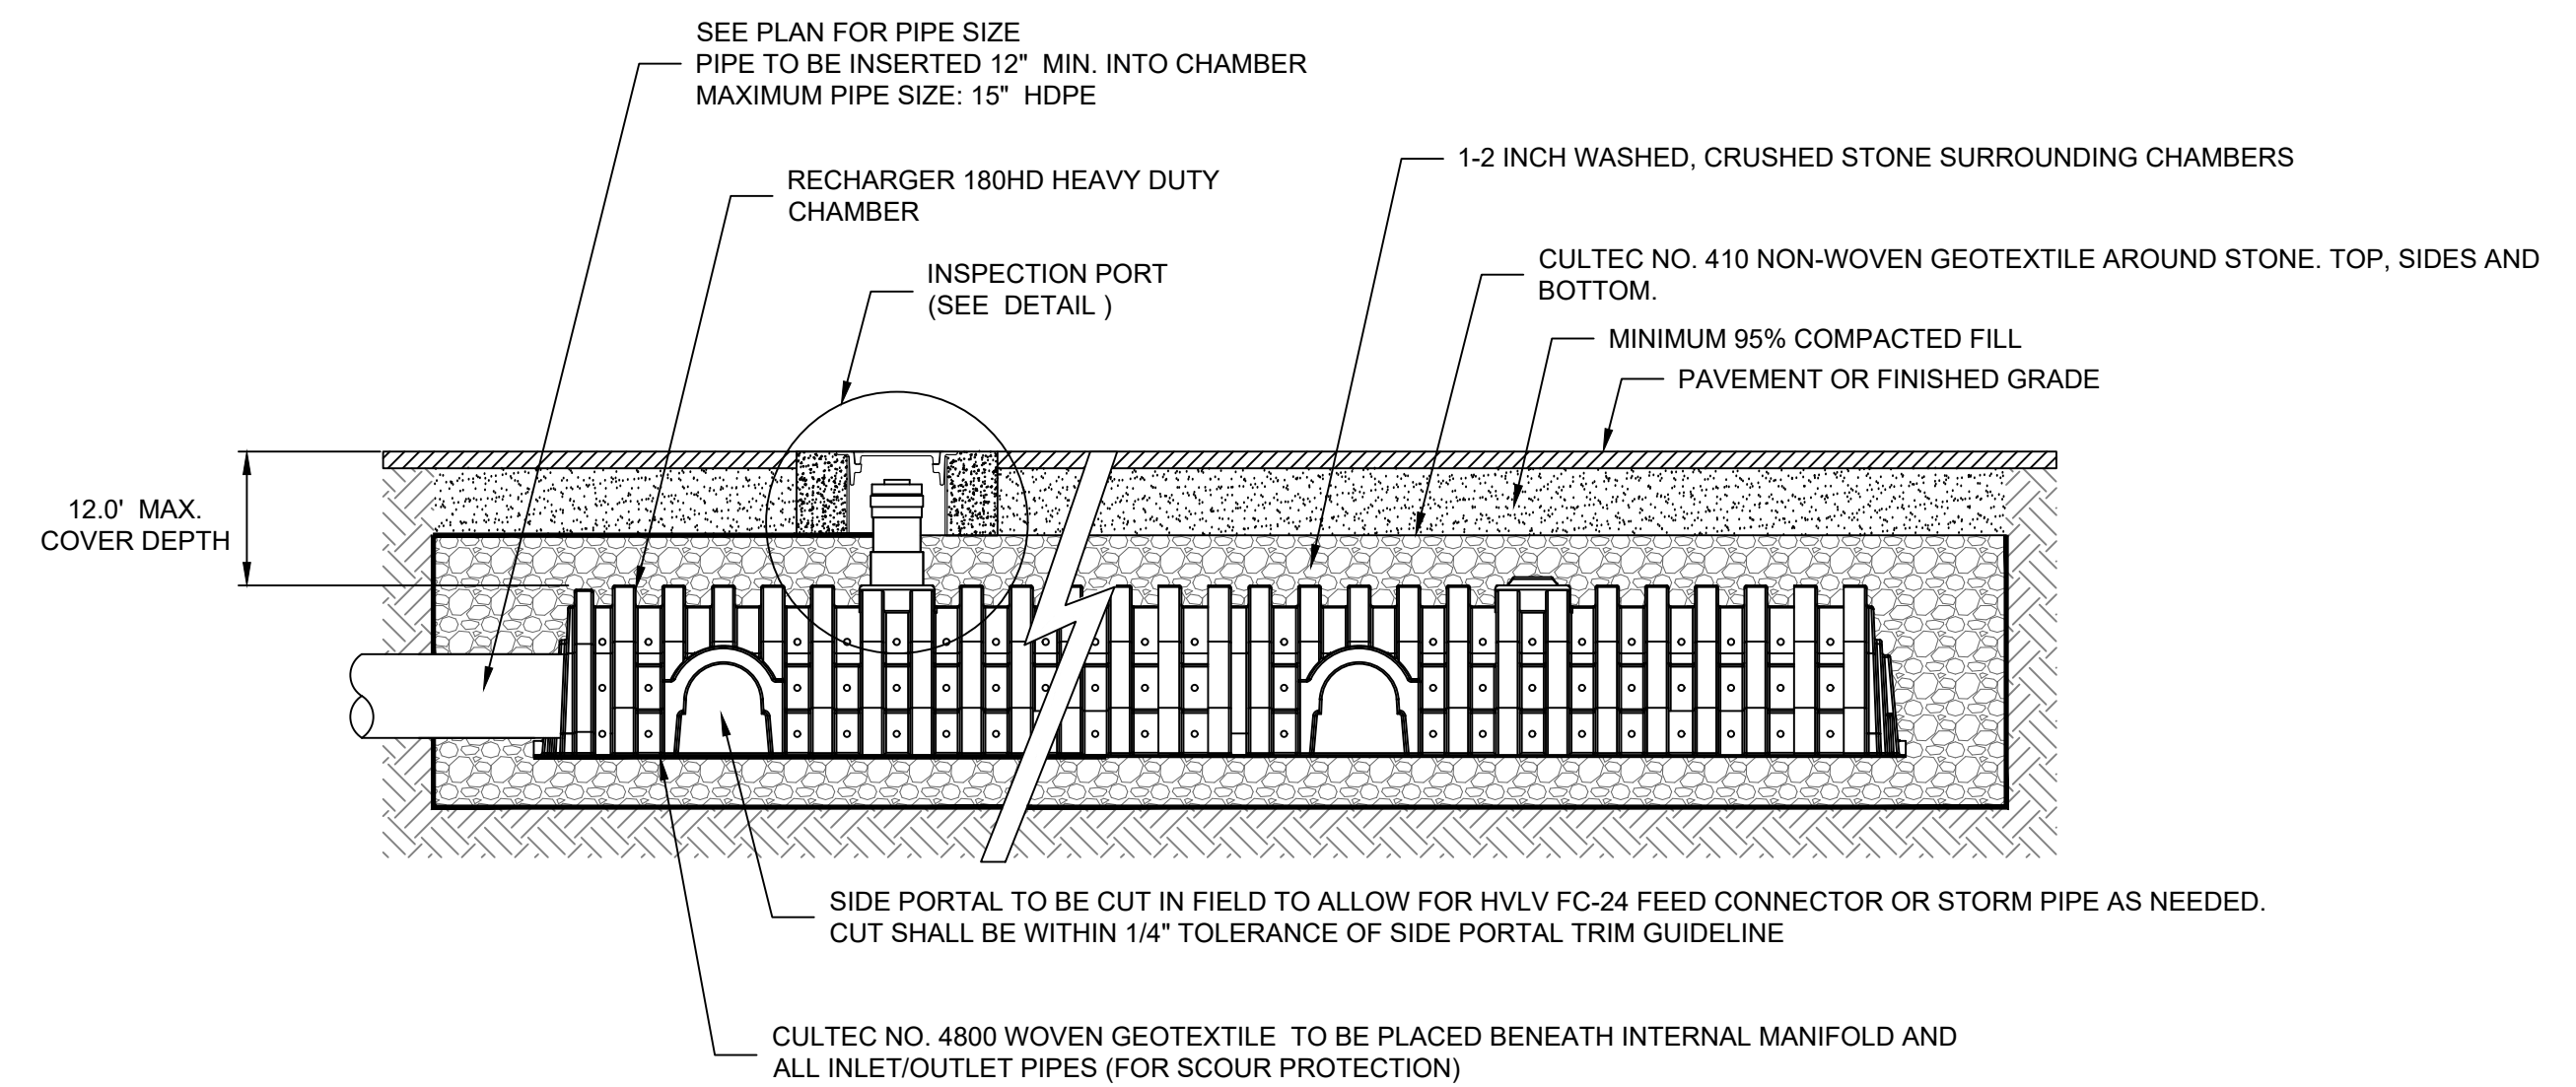 SEE PLAN FOR PIPE SIZE
PIPE TO BE INSERTED 12" MIN. INTO CHAMBER
MAXIMUM PIPE SIZE: 15" HDPE
1-2 INCH WASHED, CRUSHED STONE SURROUNDING CHAMBERS
RECHARGER 180HD HEAVY DUTY
CHAMBER
CULTEC NO. 410 NON-WOVEN GEOTEXTILE AROUND STONE. TOP, SIDES AND
BOTTOM.
INSPECTION PORT
(SEE DETAIL )
MINIMUM 95% COMPACTED FILL
PAVEMENT OR FINISHED GRADE
12.0' MAX.
COVER DEPTH
SIDE PORTAL TO BE CUT IN FIELD TO ALLOW FOR HVLV FC-24 FEED CONNECTOR OR STORM PIPE AS NEEDED.
CUT SHALL BE WITHIN 1/4" TOLERANCE OF SIDE PORTAL TRIM GUIDELINE
CULTEC NO. 4800 WOVEN GEOTEXTILE TO BE PLACED BENEATH INTERNAL MANIFOLD AND
ALL INLET/OUTLET PIPES (FOR SCOUR PROTECTION)